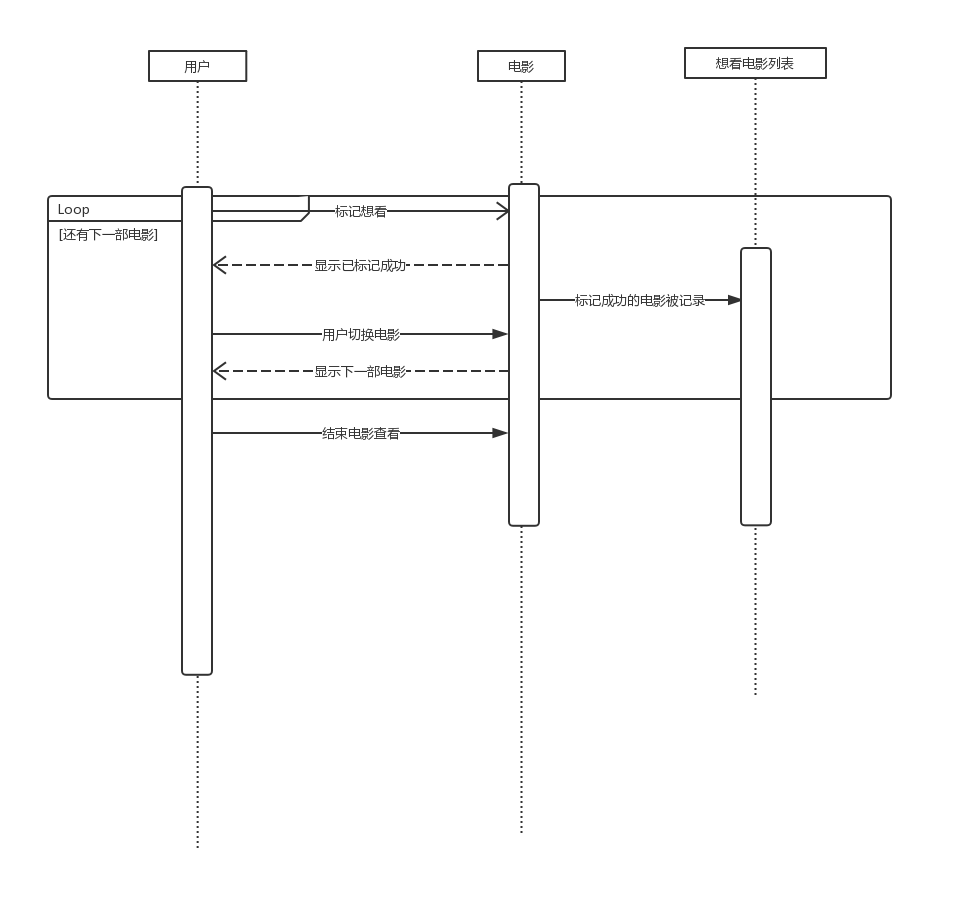 用户
电影
想看电影列表
Loop
标记想看
[还有下一部电影]
显示已标记成功
标记成功的电影被记录
用户切换电影
显示下一部电影
结束电影查看